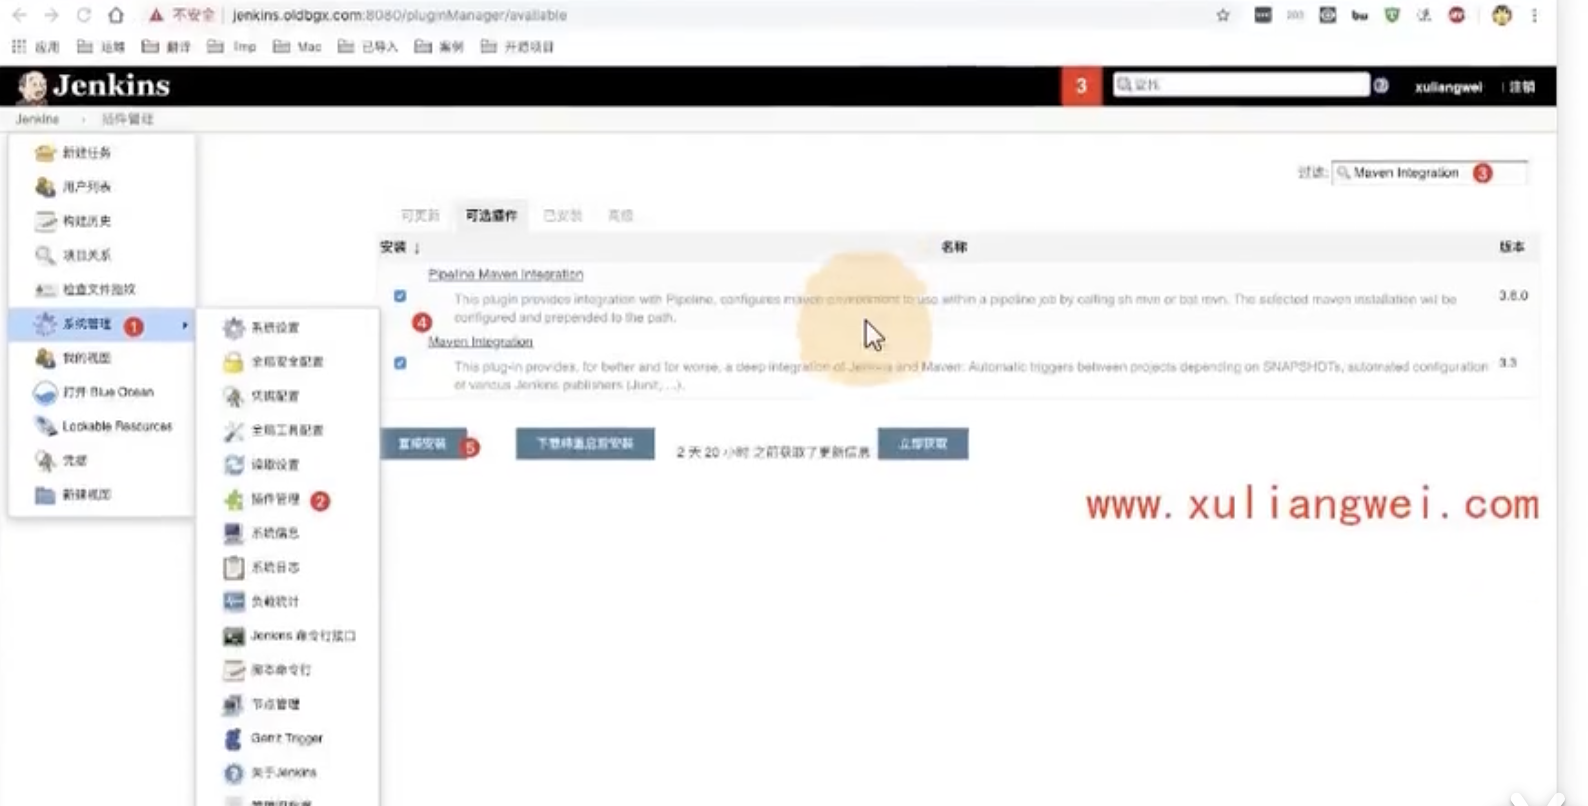 不安全 jenkins.oldbgx.com:8080/pluginManager/available
应用 运维 翻译 Imp Mac 已导入 案例 开源项目
Jenkins 3 查找 xuliangwei 注销
Jenkins 插件管理
新建任务
用户列表
构建历史
项目关系
检查文件指纹
系统管理 1
我的视图
打开 Blue Ocean
Lockable Resources
凭据
新建视图
系统设置
全局安全配置
凭据配置
全局工具配置
读取设置
插件管理 2
系统信息
系统日志
负载统计
Jenkins 命令行接口
脚本命令行
节点管理
Gerrit Trigger
关于Jenkins
过滤: Maven Integration 3
可更新 可选插件 已安装 高级
安装 ↓ 名称 版本
Pipeline Maven Integration
This plugin provides integration with Pipeline, configures maven environment to use within a pipeline job by calling sh mvn or bat mvn. The selected maven installation will be
configured and prepended to the path.
3.8.0
4
Maven Integration
This plug-in provides, for better and for worse, a deep integration of Jenkins and Maven: Automatic triggers between projects depending on SNAPSHOTs, automated configuration
of various Jenkins publishers (Junit, ...).
3.3
直接安装 5 下载待重启后安装 2 天 20 小时 之前获取了更新信息 立即获取
www.xuliangwei.com